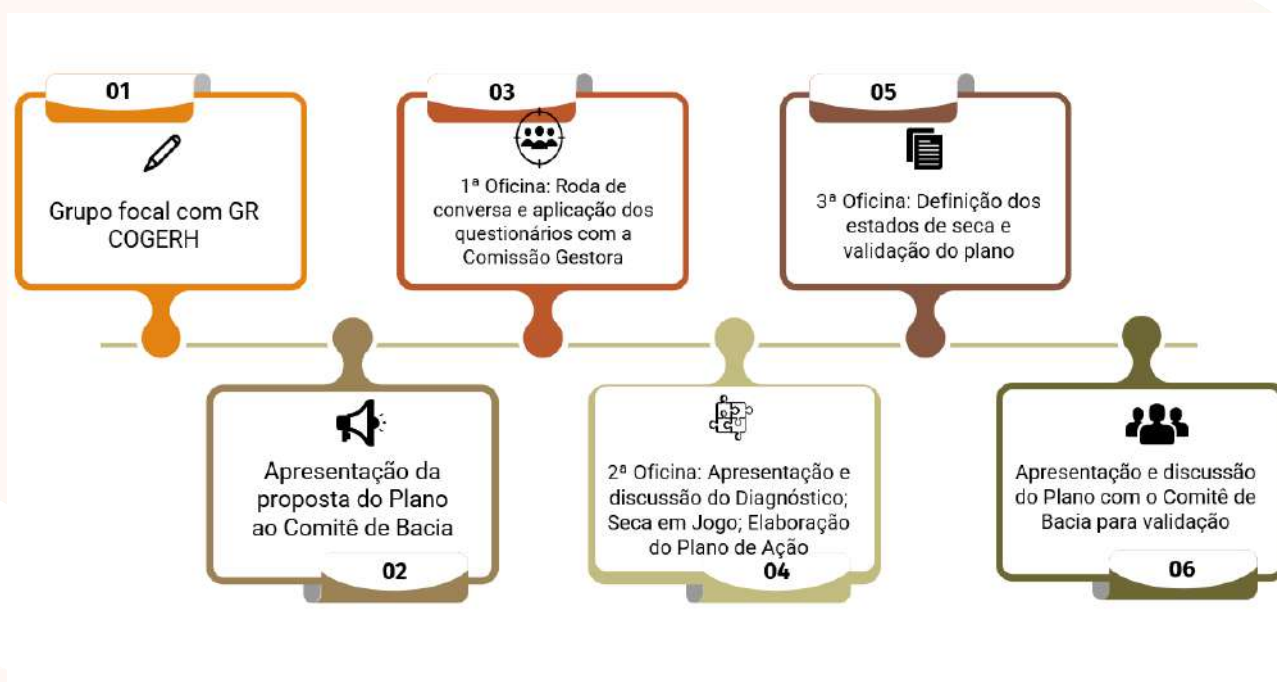 01
Grupo focal com GR
COGERH
Apresentação da
proposta do Plano
ao Comitê de Bacia
02
03
1ª Oficina: Roda de
conversa e aplicação dos
questionários com a
Comissão Gestora
2ª Oficina: Apresentação e
discussão do Diagnóstico;
Seca em Jogo; Elaboração
do Plano de Ação
04
05
3ª Oficina: Definição dos
estados de seca e
validação do plano
Apresentação e discussão
do Plano com o Comitê de
Bacia para validação
06